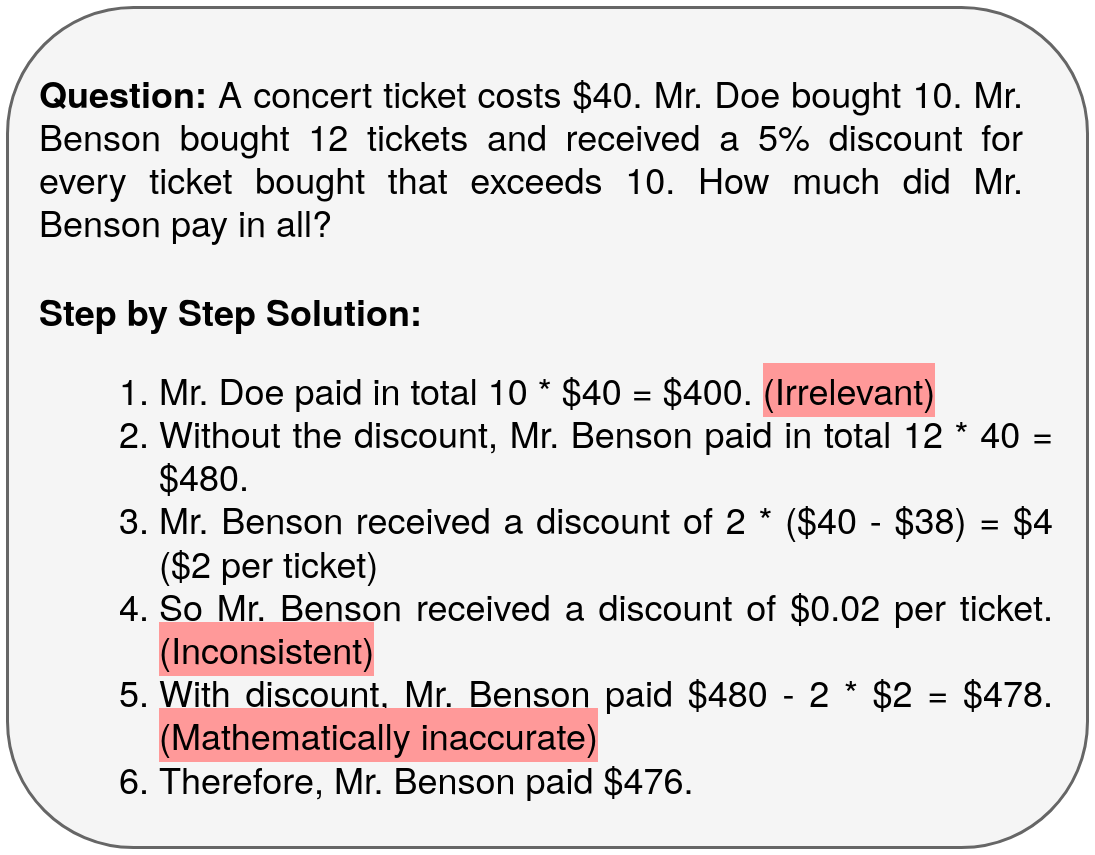 Question: A concert ticket costs $40. Mr. Doe bought 10. Mr.
Benson bought 12 tickets and received a 5% discount for
every ticket bought that exceeds 10. How much did Mr.
Benson pay in all?
Step by Step Solution:
1. Mr. Doe paid in total 10 * $40 = $400. (Irrelevant)
2. Without the discount, Mr. Benson paid in total 12 * 40 =
$480.
3. Mr. Benson received a discount of 2 * ($40 - $38) = $4
($2 per ticket)
4. So Mr. Benson received a discount of $0.02 per ticket.
(Inconsistent)
5. With discount, Mr. Benson paid $480 - 2 * $2 = $478.
(Mathematically inaccurate)
6. Therefore, Mr. Benson paid $476.